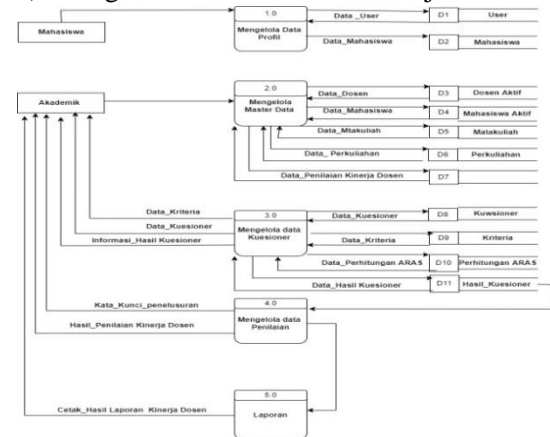 Mahasiswa
1.0
Mengelola Data
Profil
Data _User
D1 User
Data_Mahasiswa
D2 Mahasiswa
Akademik
2.0
Mengelola
Master Data
Data_Dosen
D3 Dosen Aktif
Data_Mahasiswa
D4 Mahasiswa Aktif
Data_Mtakuliah
D5 Matakuliah
Data_ Perkuliahan
D6 Perkuliahan
Data_Penilaian Kinerja Dosen
D7
Data_Kriteria
Data_Kuesioner
Informasi_Hasil Kuesioner
3.0
Mengelola data
Kuesioner
Data_Kuesioner
D8 Kuwsioner
Data_Kriteria
D9 Kriteria
Data_Perhitungan ARAS
D10 Perhitungan ARAS
Data_Hasil Kuesioner
D11 Hasil_Kuesioner
Kata_Kunci_penelusuran
Hasil_Penilaian Kinerja Dosen
4.0
Mengelola data
Penilaian
Cetak_Hasil Laporan Kinerja Dosen
5.0
Laporan